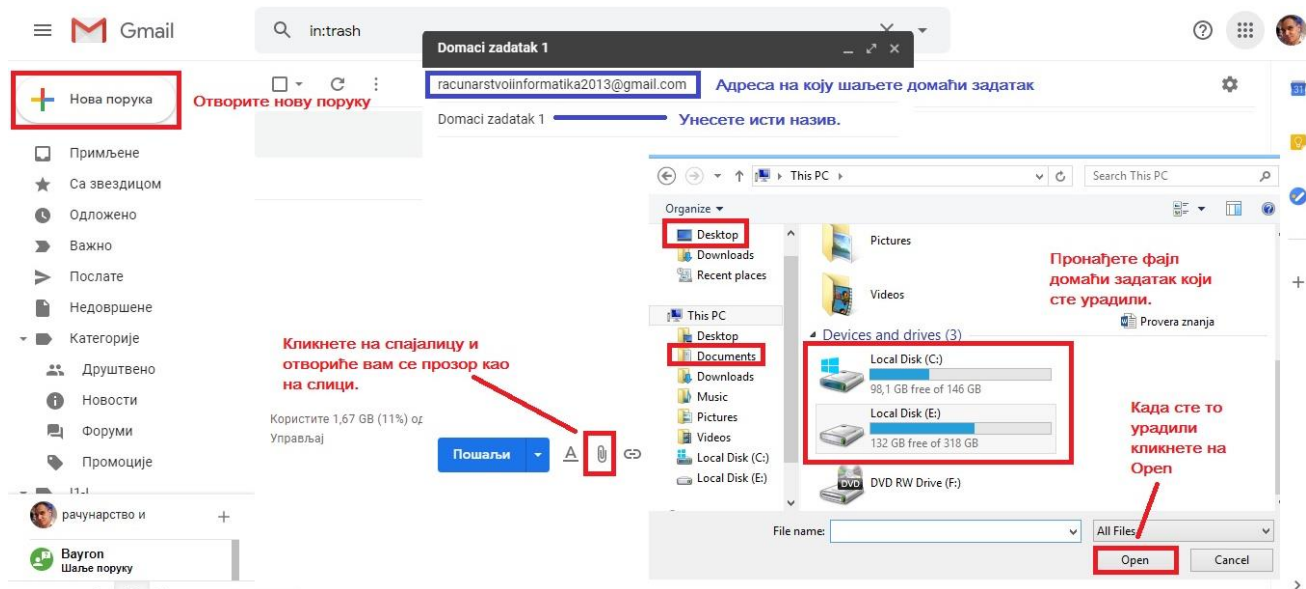 Gmail
in:trash
Domaci zadatak 1
Нова порука
Отворите нову поруку
racunarstvoiinformatika2013@gmail.com
Адреса на коју шаљете домаћи задатак
Domaci zadatak 1
Унесете исти назив.
31
Примљене
Са звездицом
Одложено
Важно
Послате
Недовршене
Категорије
Друштвено
Новости
Форуми
Промоције
рачунарство и
Bayron
Шаље поруку
Кликнете на спајалицу и
отвориће вам се прозор као
на слици.
Користите 1,67 GB (11%) од
Управљај
Пошаљи
This PC
Search This PC
Organize
Desktop
Downloads
Recent places
This PC
Desktop
Documents
Downloads
Music
Pictures
Videos
Local Disk (C:)
Local Disk (E:)
Pictures
Videos
Devices and drives (3)
Local Disk (C:)
98,1 GB free of 146 GB
Local Disk (E:)
132 GB free of 318 GB
DVD
DVD RW Drive (F:)
Пронађете фајл
домаћи задатак који
сте урадили.
Provera znanja
Када сте то
урадили
кликнете на
Open
File name:
All Files
Open
Cancel